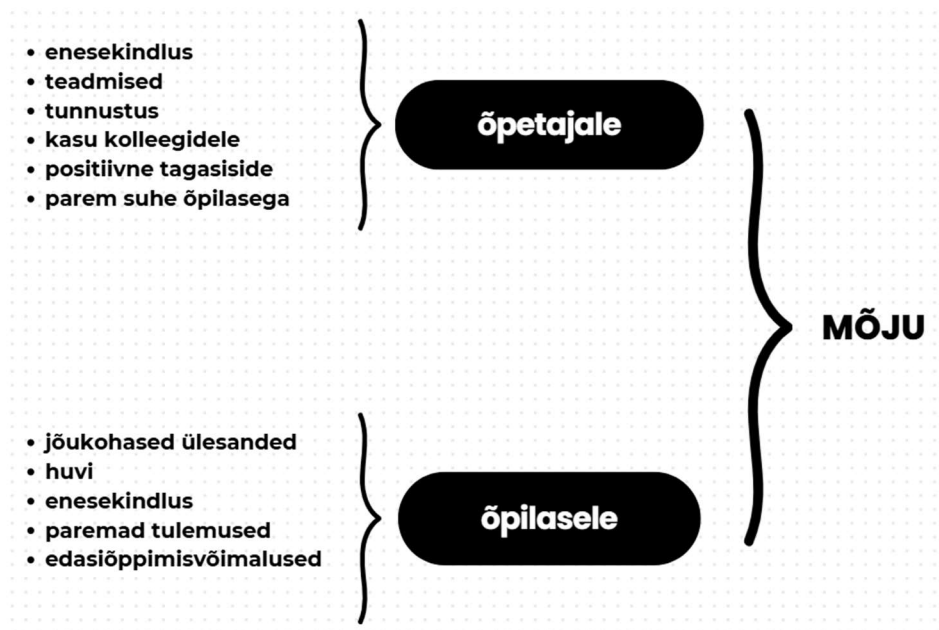 • enesekindlus
• teadmised
• tunnustus
• kasu kolleegidele
• positiivne tagasiside
• parem suhe õpilasega
õpetajale
MÕJU
• jõukohased ülesanded
• huvi
• enesekindlus
• paremad tulemused
• edasiõppimisvõimalused
õpilasele